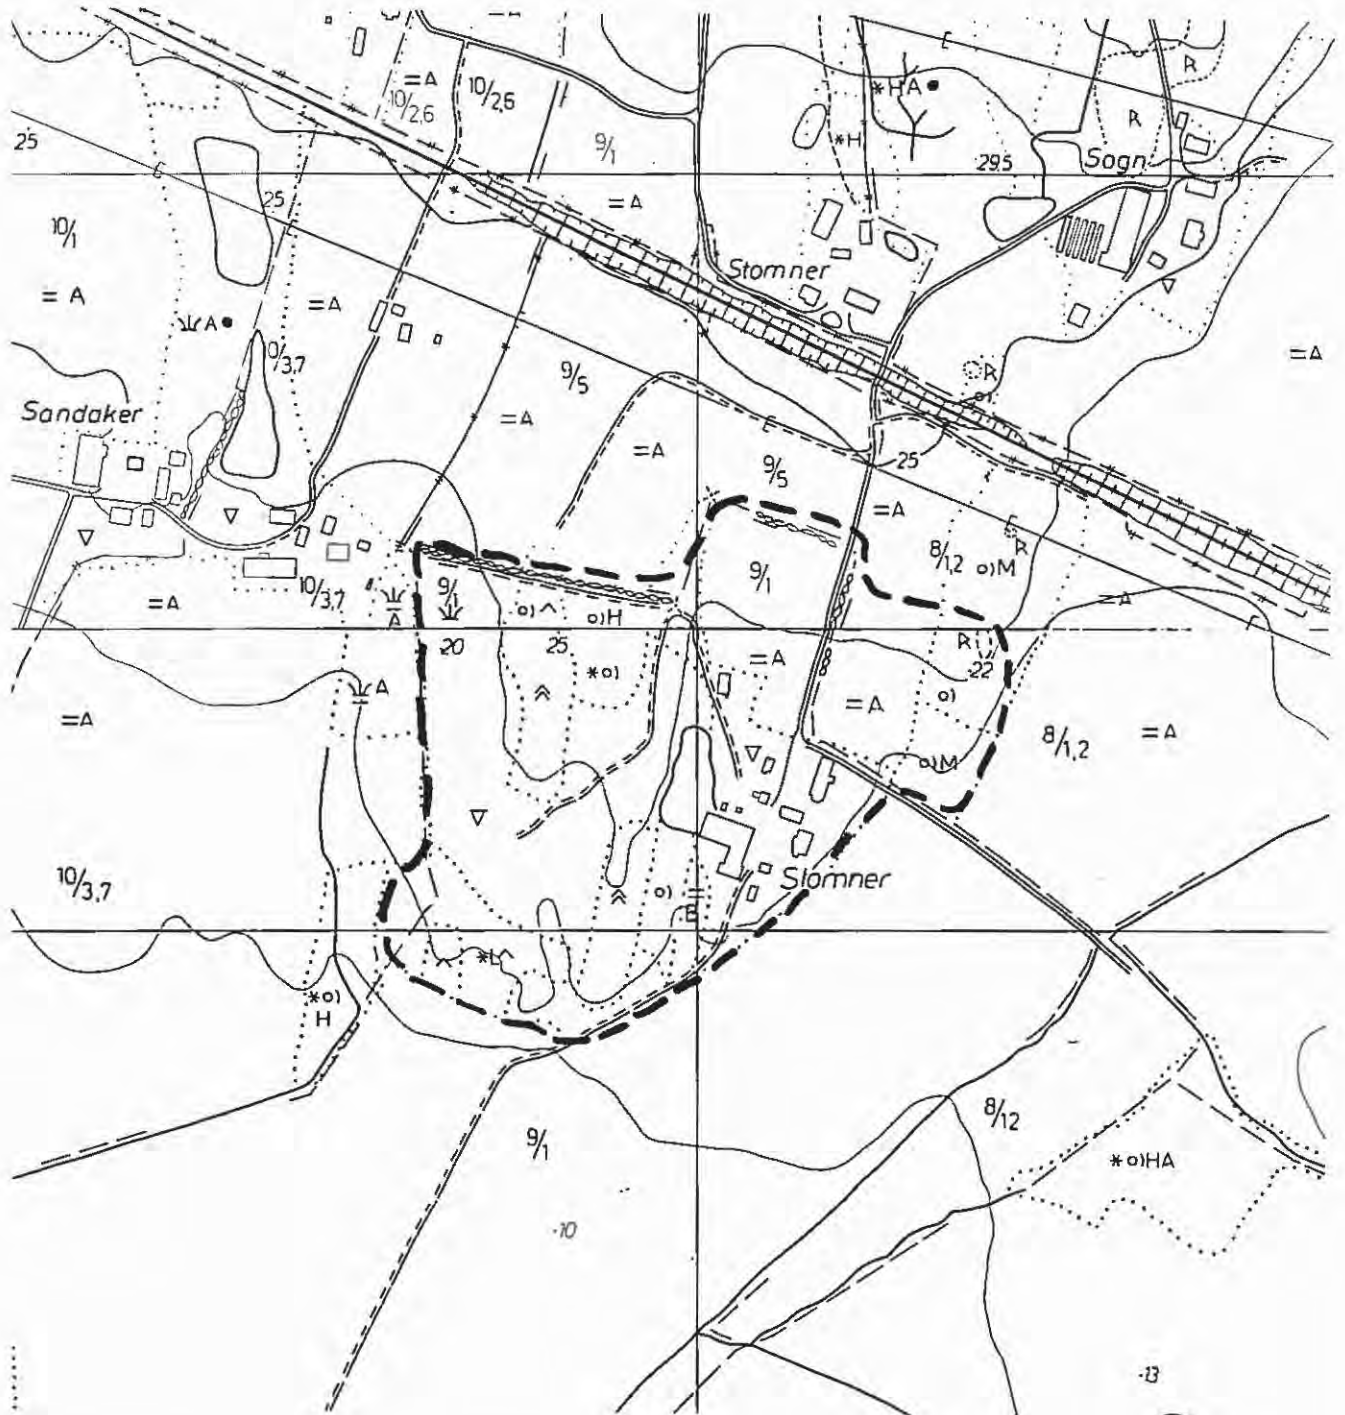 =A
=A
10/2,6
10/2,6
*HA
R
R
25
9/1
*H
29,5
Sogn
25
=A
10/1
Stomner
=A
A
=A
10/3,7
9/5
R
o)
=A
Sandaker
=A
=A
9/5
25
=A
8/1,2
R
o)M
9/1
10/3,7
9/1
=A
=A
A
o)
o)H
20
25
R
22
=A
*o)
A
o)
=A
=A
8/1,2
=A
o)M
10/3,7
Stomner
o)
B
*L
*o)
H
9/1
8/12
*o)HA
-10
-13